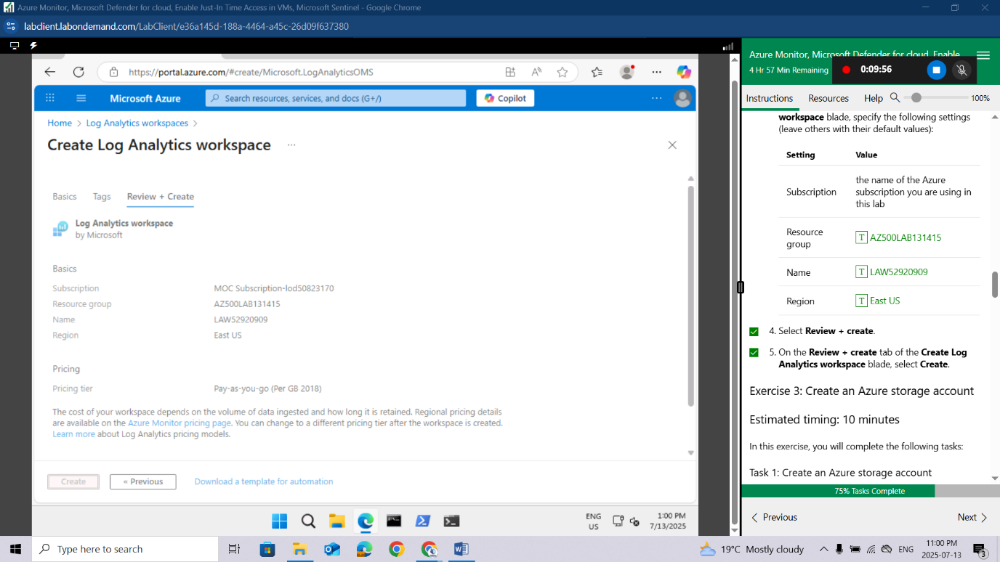 Azure Monitor, Microsoft Defender for cloud, Enable Just-In Time Access in VMs, Microsoft Sentinel - Google Chrome
labclient.labondemand.com/LabClient/e36a145d-188a-4464-a45c-26d09f637380
https://portal.azure.com/#create/Microsoft.LogAnalyticsOMS
Microsoft Azure
Search resources, services, and docs (G+/)
Copilot
Home > Log Analytics workspaces >
Create Log Analytics workspace ...
Basics Tags Review + Create
Log Analytics workspace
by Microsoft
Basics
Subscription MOC Subscription-lod50823170
Resource group AZ500LAB131415
Name LAW52920909
Region East US
Pricing
Pricing tier Pay-as-you-go (Per GB 2018)
The cost of your workspace depends on the volume of data ingested and how long it is retained. Regional pricing details
are available on the Azure Monitor pricing page. You can change to a different pricing tier after the workspace is created.
Learn more about Log Analytics pricing models.
Create
« Previous
Download a template for automation
ENG
US
1:00 PM
7/13/2025
Azure Monitor, Microsoft Defender for cloud, Enable
4 Hr 57 Min Remaining
0:09:56
Instructions Resources Help 100%
workspace blade, specify the following settings
(leave others with their default values):
Setting Value
Subscription
the name of the Azure
subscription you are using in
this lab
Resource
group
T AZ500LAB131415
Name T LAW52920909
Region T East US
4. Select Review + create.
5. On the Review + create tab of the Create Log
Analytics workspace blade, select Create.
Exercise 3: Create an Azure storage account
Estimated timing: 10 minutes
In this exercise, you will complete the following tasks:
Task 1: Create an Azure storage account
75% Tasks Complete
< Previous
Next >
Type here to search
19°C Mostly cloudy
ENG
11:00 PM
2025-07-13
3